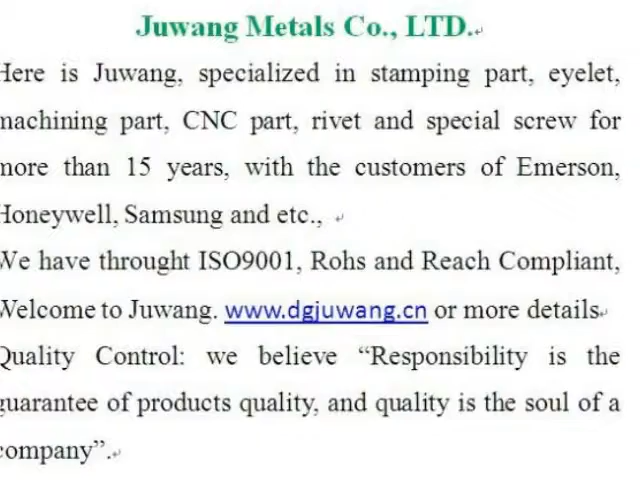 Juwang Metals Co., LTD.
Here is Juwang, specialized in stamping part, eyelet,
machining part, CNC part, rivet and special screw for
more than 15 years, with the customers of Emerson,
Honeywell, Samsung and etc.,
We have throught ISO9001, Rohs and Reach Compliant,
Welcome to Juwang. www.dgjuwang.cn or more details
Quality Control: we believe “Responsibility is the
guarantee of products quality, and quality is the soul of a
company”.